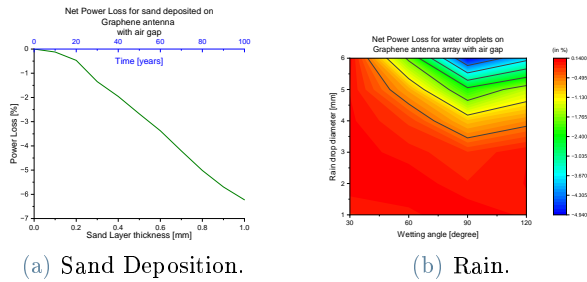 Net Power Loss for sand deposited on
Graphene antenna
with air gap
0 20 40 60 80 100
Time [years]
0
−1
−2
−3
−4
−5
−6
−7
Power Loss [%]
0.0 0.2 0.4 0.6 0.8 1.0
Sand Layer thickness [mm]
(a) Sand Deposition.
Net Power Loss for water droplets on
Graphene antenna array with air gap
6
5
4
3
2
1
Rain drop diameter [mm]
30 60 90 120
Wetting angle [degree]
(in %)
0.1400
−0.495
−1.130
−1.765
−2.400
−3.035
−3.670
−4.305
−4.940
(b) Rain.